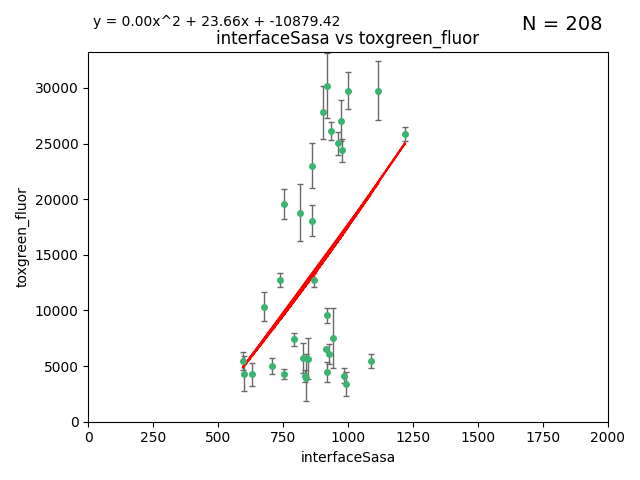 y = 0.00x^2 + 23.66x + -10879.42
N = 208
interfaceSasa vs toxgreen_fluor
30000
25000
20000
15000
10000
5000
0
toxgreen_fluor
0 250 500 750 1000 1250 1500 1750 2000
interfaceSasa